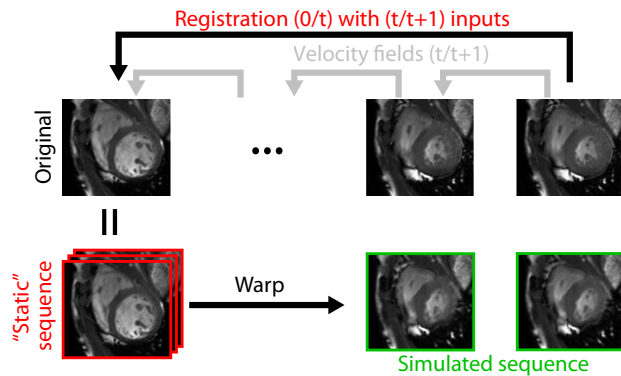 Registration (0/t) with (t/t+1) inputs
Velocity fields (t/t+1)
Original
...
"Static"
sequence
Warp
Simulated sequence